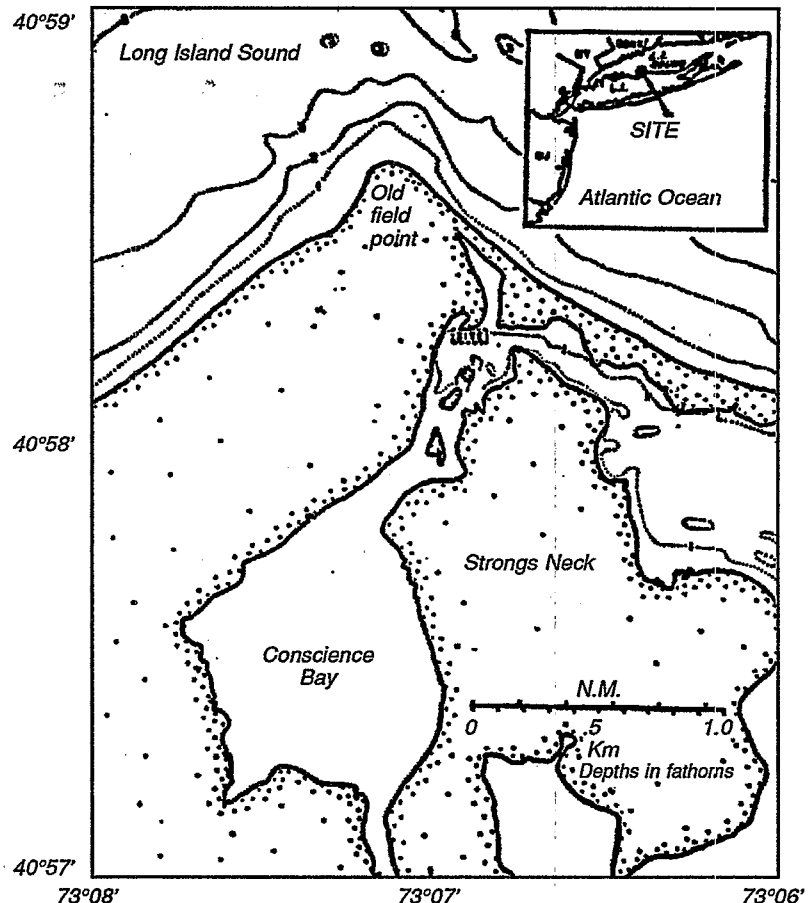 40°59'
Long Island Sound
SITE
Atlantic Ocean
Old
field
point
40°58'
Strongs Neck
Conscience
Bay
N.M.
0 .5 1.0
Km
Depths in fathoms
40°57'
73°08' 73°07' 73°06'